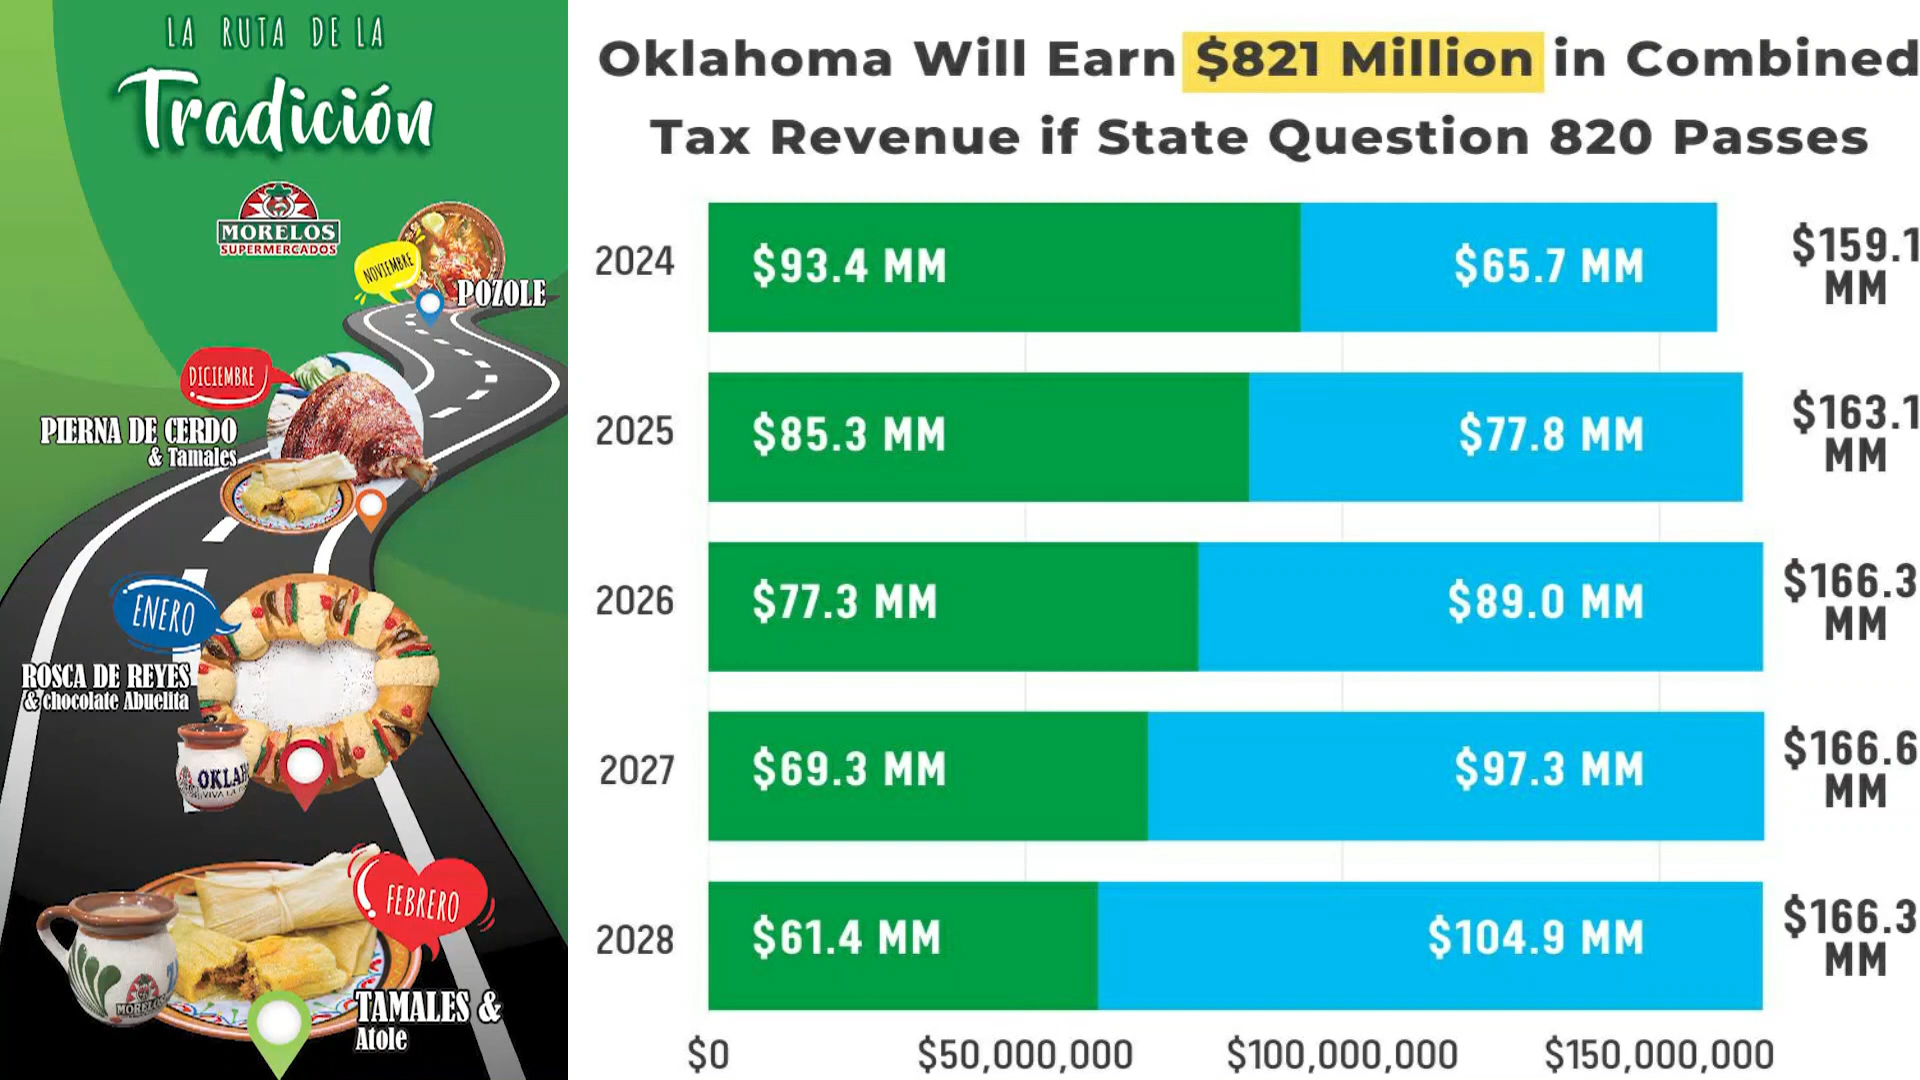 LA RUTA DE LA
Tradición
MORELOS
SUPERMERCADOS
NOVIEMBRE
POZOLE
DICIEMBRE
PIERNA DE CERDO
& Tamales
ENERO
ROSCA DE REYES
& chocolate Abuelita
OKLAH
VIVA LA
FEBRERO
MORELOS
TAMALES &
Atole
Oklahoma Will Earn $821 Million in Combined
Tax Revenue if State Question 820 Passes
2024 $93.4 MM $65.7 MM $159.1
MM
2025 $85.3 MM $77.8 MM $163.1
MM
2026 $77.3 MM $89.0 MM $166.3
MM
2027 $69.3 MM $97.3 MM $166.6
MM
2028 $61.4 MM $104.9 MM $166.3
MM
$0 $50,000,000 $100,000,000 $150,000,000